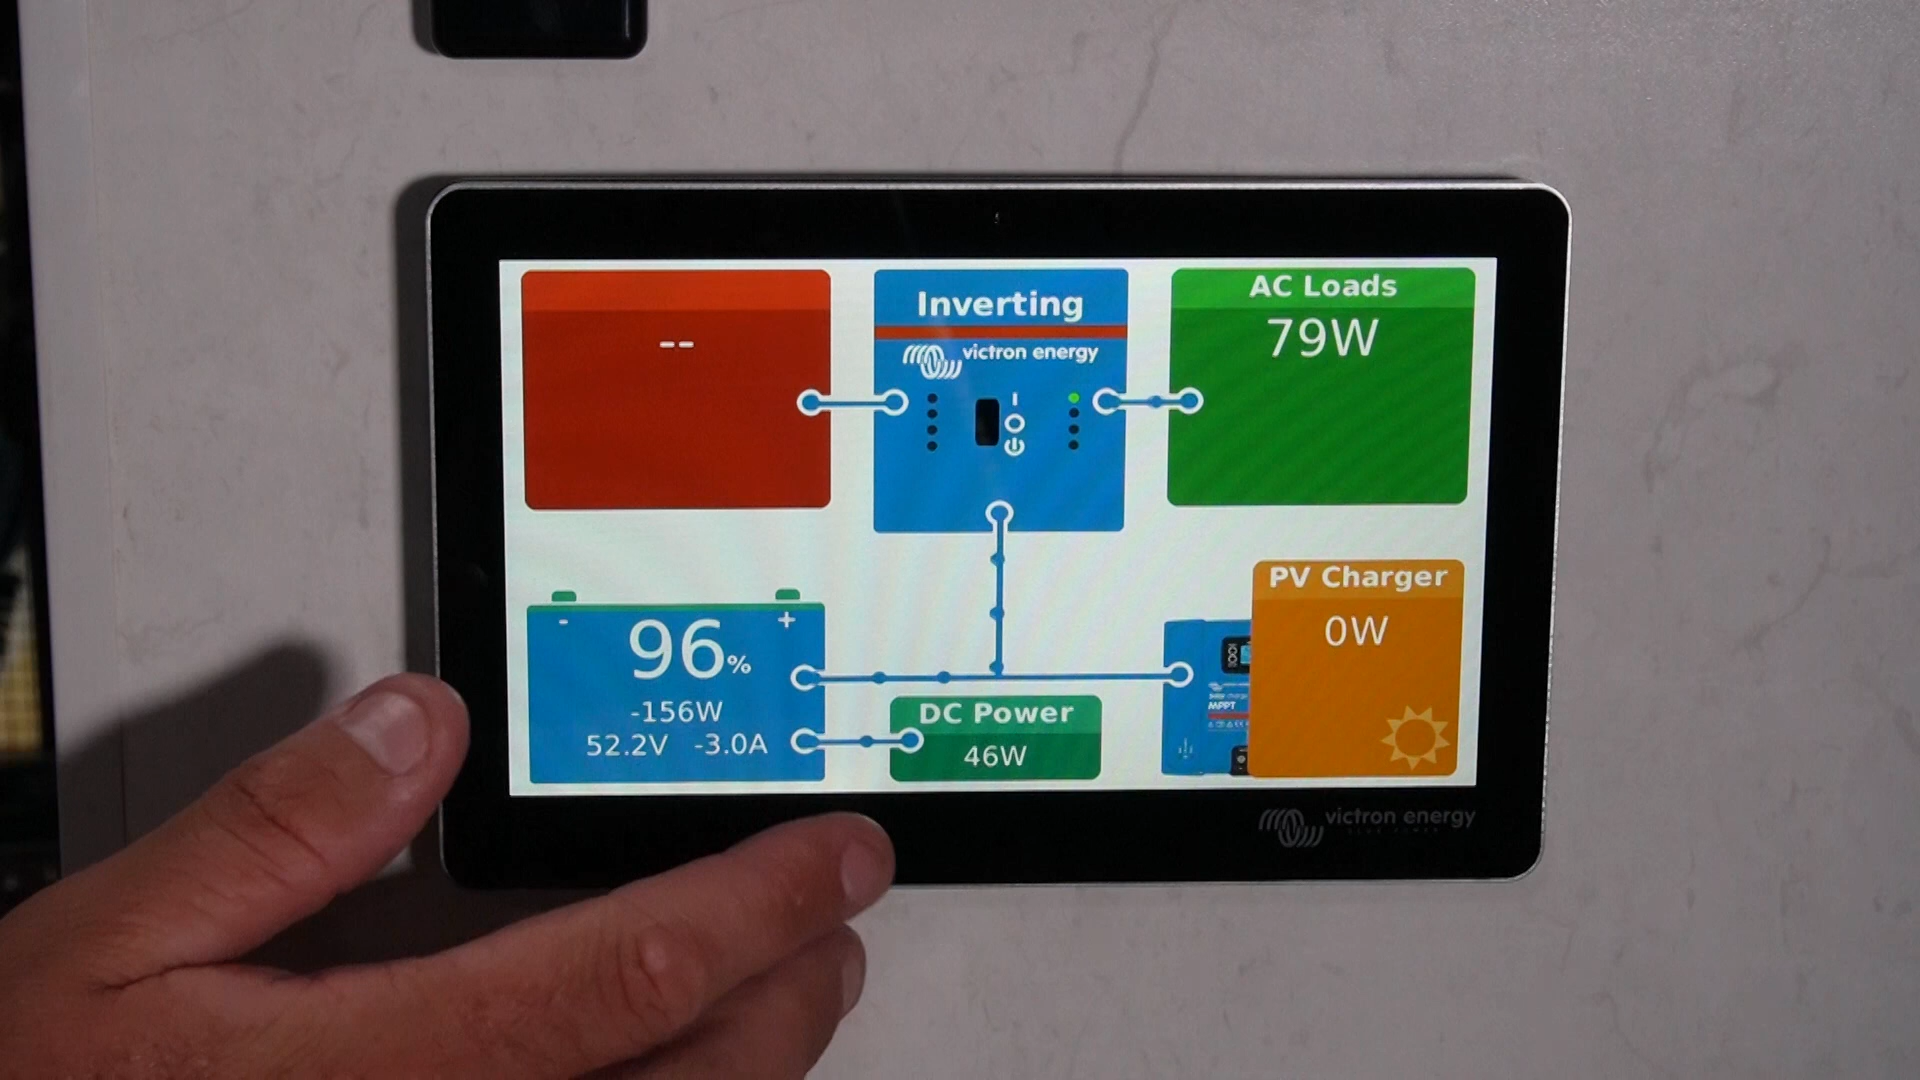 --
Inverting
victron energy
AC Loads
79W
- +
96%
-156W
52.2V -3.0A
DC Power
46W
MPPT
PV Charger
0W
victron energy